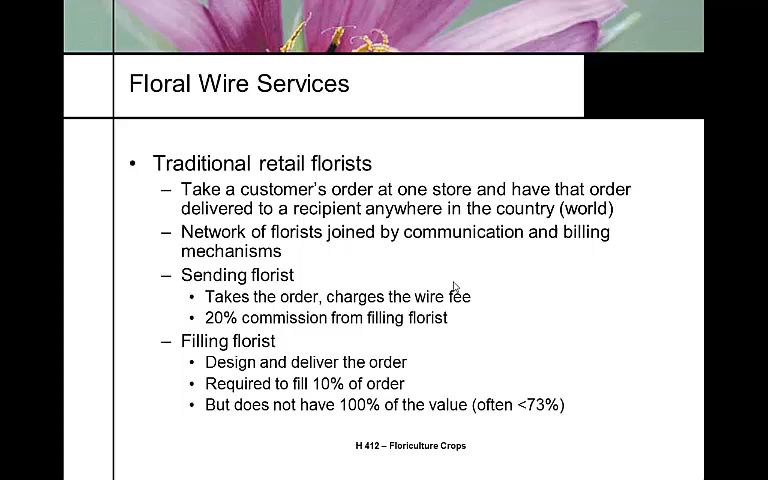 Floral Wire Services
• Traditional retail florists
– Take a customer's order at one store and have that order
delivered to a recipient anywhere in the country (world)
– Network of florists joined by communication and billing
mechanisms
– Sending florist
• Takes the order, charges the wire fee
• 20% commission from filling florist
– Filling florist
• Design and deliver the order
• Required to fill 10% of order
• But does not have 100% of the value (often <73%)
H 412 – Floriculture Crops